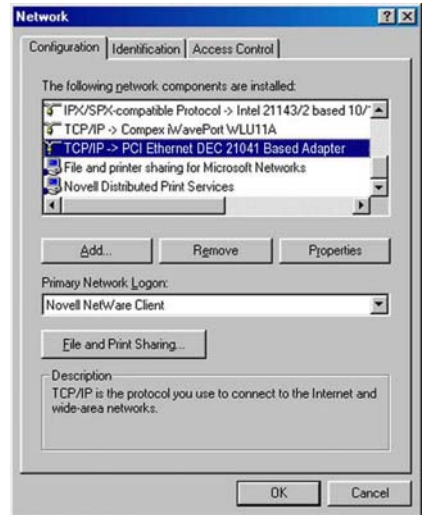 Network
Configuration Identification Access Control
The following network components are installed:
IPX/SPX-compatible Protocol -> Intel 21143/2 based 10/
TCP/IP -> Compex iWavePort WLU11A
TCP/IP -> PCI Ethernet DEC 21041 Based Adapter
File and printer sharing for Microsoft Networks
Novell Distributed Print Services
Add... Remove Properties
Primary Network Logon:
Novell NetWare Client
File and Print Sharing...
Description
TCP/IP is the protocol you use to connect to the Internet and
wide-area networks.
OK Cancel